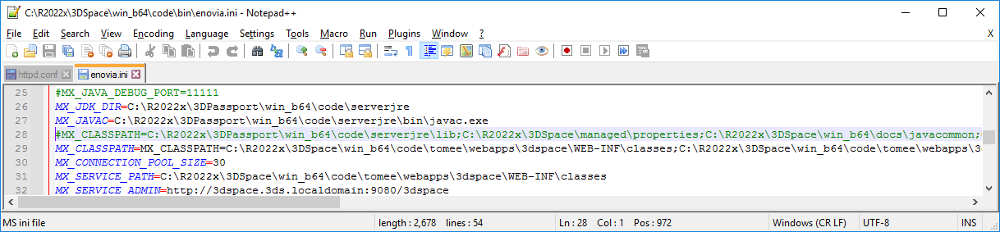 C:\R2022x\3DSpace\win_b64\code\bin\enovia.ini - Notepad++
File Edit Search View Encoding Language Settings Tools Macro Run Plugins Window ? X
httpd.conf enovia.ini
25 #MX_JAVA_DEBUG_PORT=11111
26 MX_JDK_DIR=C:\R2022x\3DPassport\win_b64\code\serverjre
27 MX_JAVAC=C:\R2022x\3DPassport\win_b64\code\serverjre\bin\javac.exe
28 #MX_CLASSPATH=C:\R2022x\3DPassport\win_b64\code\serverjre\lib;C:\R2022x\3DSpace\managed\properties;C:\R2022x\3DSpace\win_b64\docs\javacommon;
29 MX_CLASSPATH=MX_CLASSPATH=C:\R2022x\3DSpace\win_b64\code\tomee\webapps\3dspace\WEB-INF\classes;C:\R2022x\3DSpace\win_b64\code\tomee\webapps\3
30 MX_CONNECTION_POOL_SIZE=30
31 MX_SERVICE_PATH=C:\R2022x\3DSpace\win_b64\code\tomee\webapps\3dspace\WEB-INF\classes
32 MX_SERVICE_ADMIN=http://3dspace.3ds.localdomain:9080/3dspace
MS ini file length : 2,678 lines : 54 Ln : 28 Col : 1 Pos : 972 Windows (CR LF) UTF-8 INS